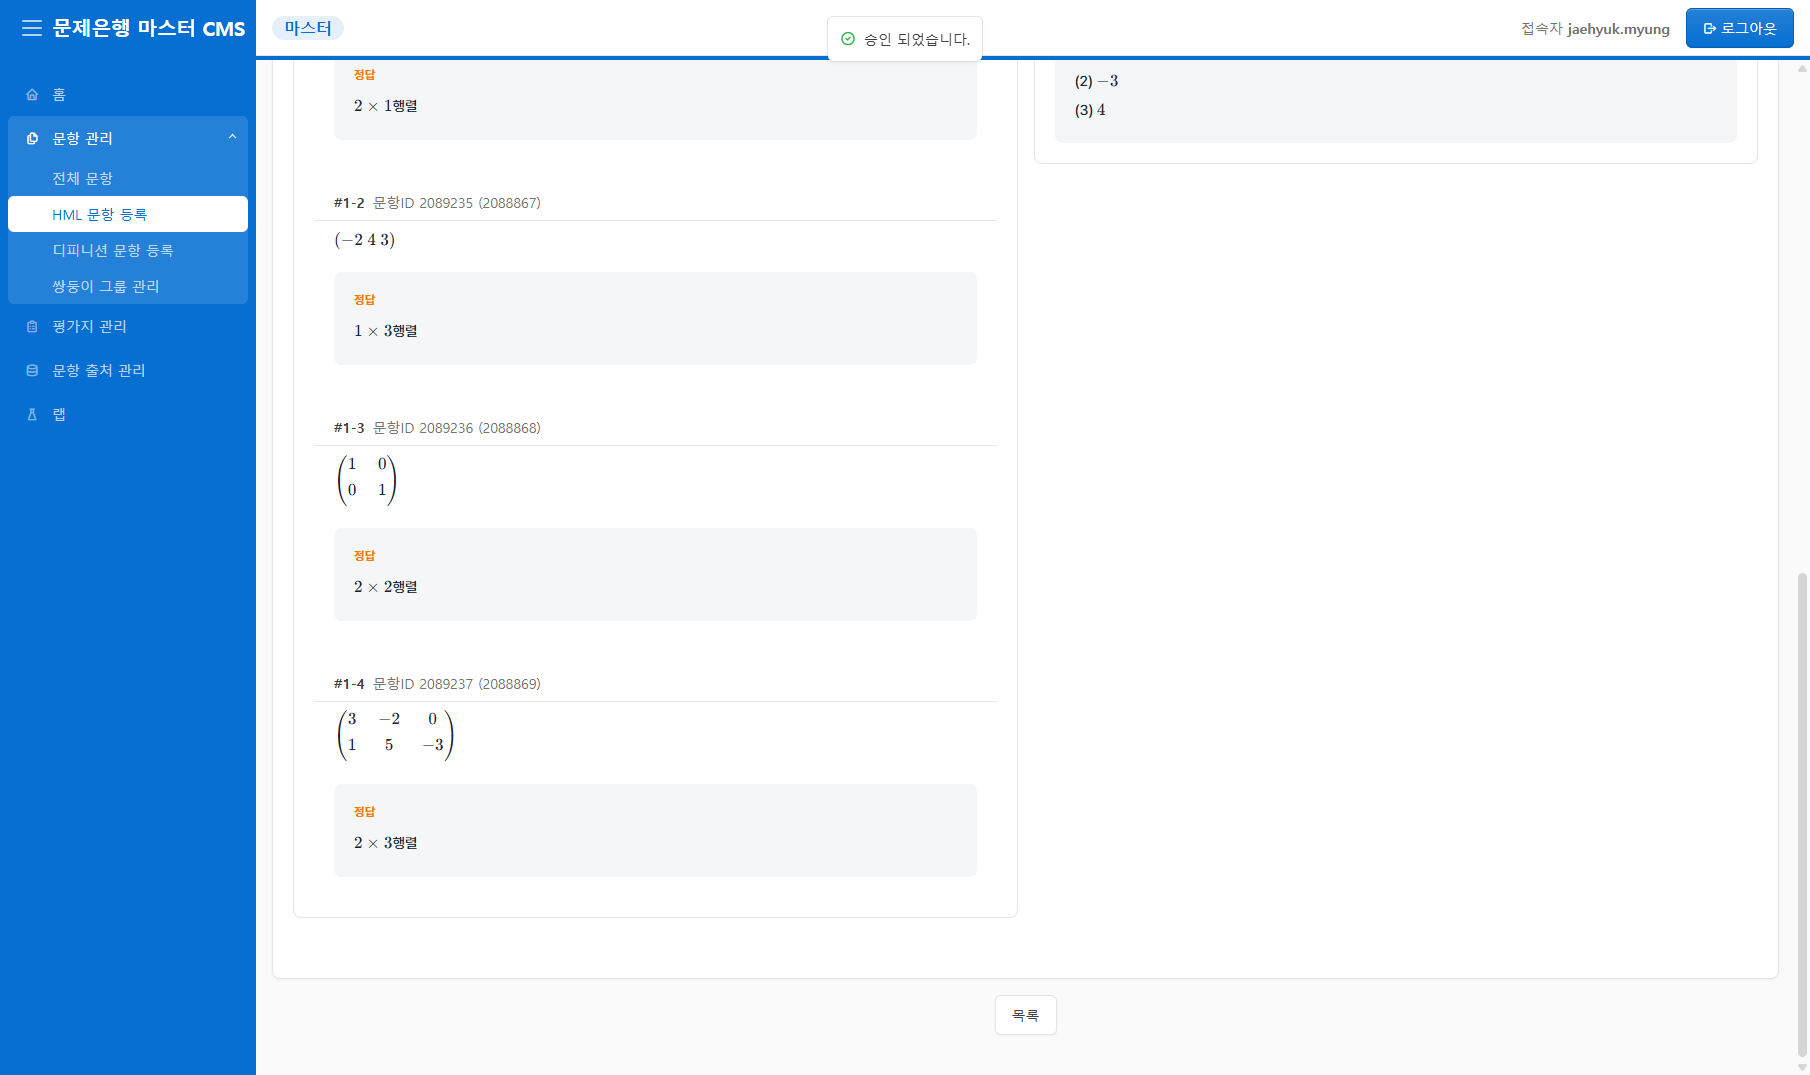 문제은행 마스터 CMS
홈
문항 관리
전체 문항
HML 문항 등록
디피니션 문항 등록
쌍둥이 그룹 관리
평가지 관리
문항 출처 관리
랩
마스터
승인 되었습니다.
접속자 jaehyuk.myung
로그아웃
정답
2 × 1행렬
#1-2 문항ID 2089235 (2088867)
(−2 4 3)
정답
1 × 3행렬
#1-3 문항ID 2089236 (2088868)
1 0
0 1
정답
2 × 2행렬
#1-4 문항ID 2089237 (2088869)
3 −2 0
1 5 −3
정답
2 × 3행렬
(2) −3
(3) 4
목록